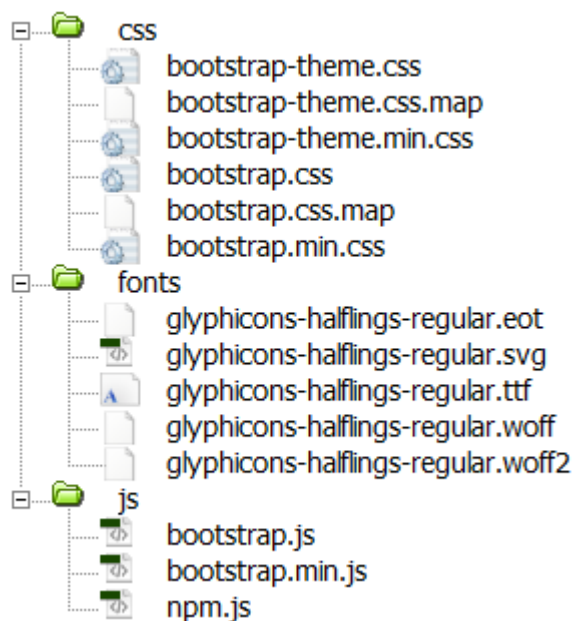 css
bootstrap-theme.css
bootstrap-theme.css.map
bootstrap-theme.min.css
bootstrap.css
bootstrap.css.map
bootstrap.min.css
fonts
glyphicons-halflings-regular.eot
glyphicons-halflings-regular.svg
glyphicons-halflings-regular.ttf
glyphicons-halflings-regular.woff
glyphicons-halflings-regular.woff2
js
bootstrap.js
bootstrap.min.js
npm.js